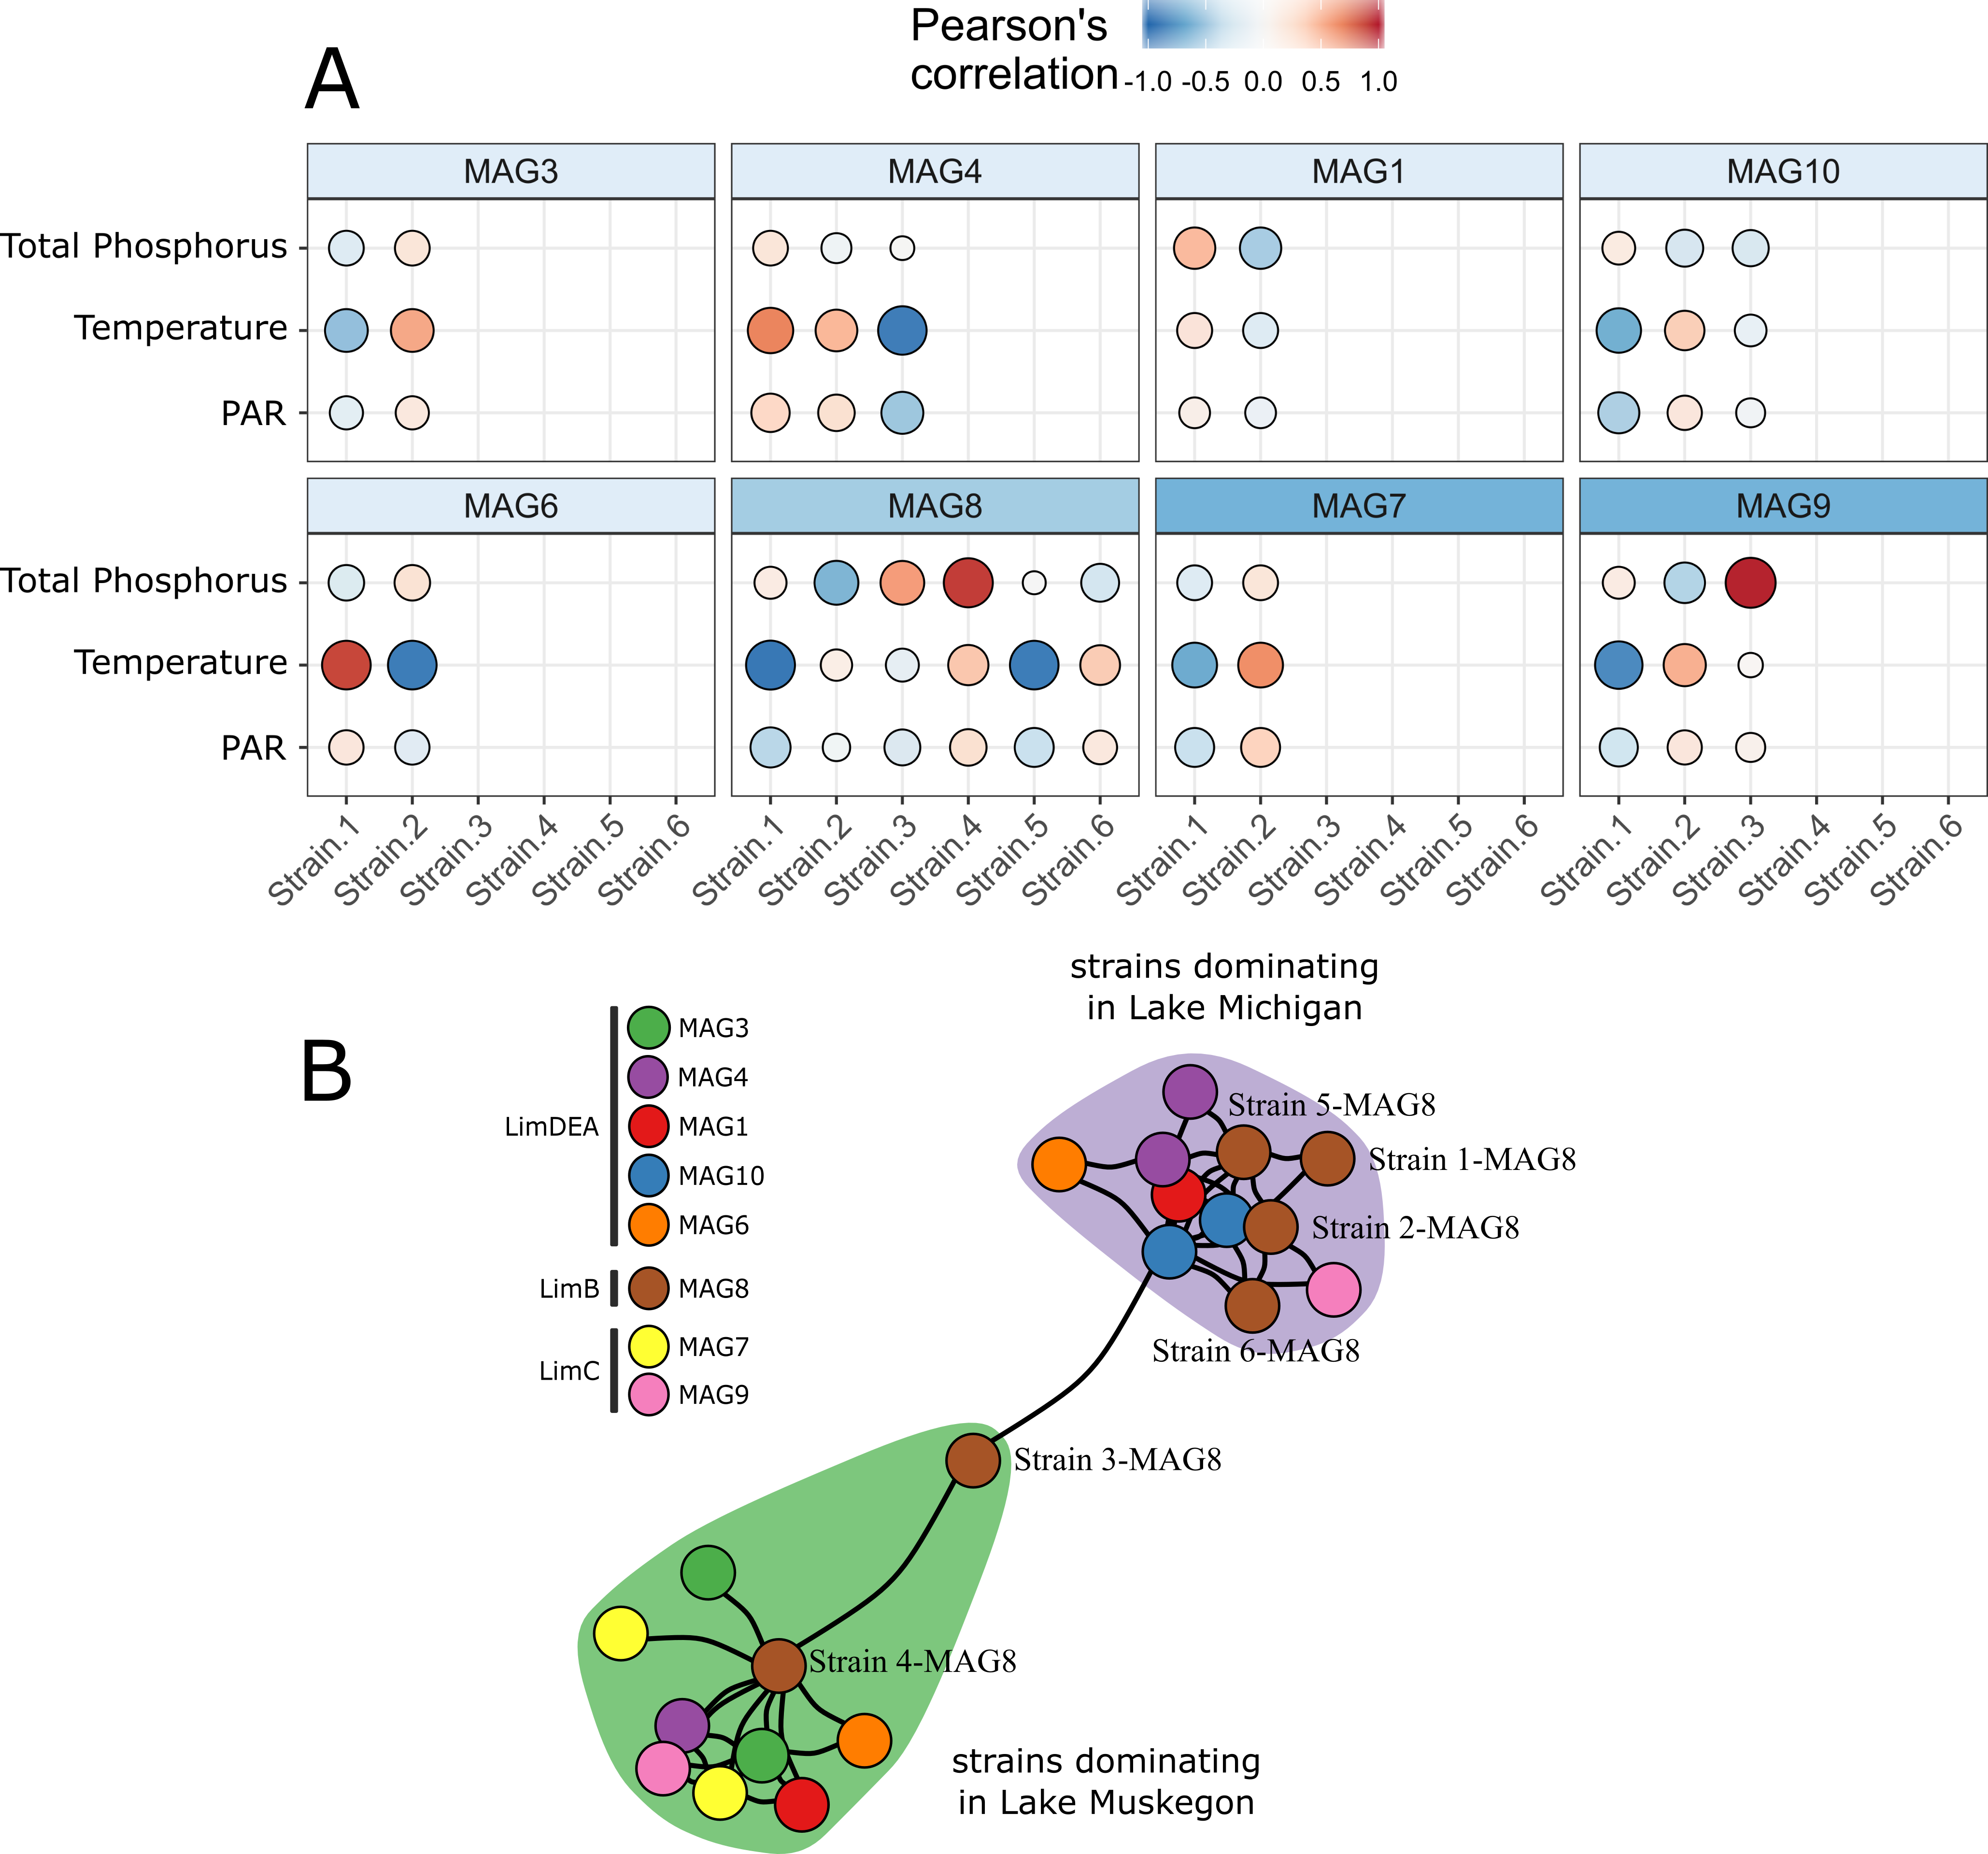 A
Pearson's
correlation
-1.0 -0.5 0.0 0.5 1.0
MAG3 MAG4 MAG1 MAG10
Total Phosphorus
Temperature
PAR
MAG6 MAG8 MAG7 MAG9
Total Phosphorus
Temperature
PAR
Strain.1 Strain.2 Strain.3 Strain.4 Strain.5 Strain.6 Strain.1 Strain.2 Strain.3 Strain.4 Strain.5 Strain.6 Strain.1 Strain.2 Strain.3 Strain.4 Strain.5 Strain.6 Strain.1 Strain.2 Strain.3 Strain.4 Strain.5 Strain.6
B
LimDEA
MAG3
MAG4
MAG1
MAG10
MAG6
LimB
MAG8
LimC
MAG7
MAG9
strains dominating
in Lake Michigan
Strain 5-MAG8
Strain 1-MAG8
Strain 2-MAG8
Strain 6-MAG8
Strain 3-MAG8
Strain 4-MAG8
strains dominating
in Lake Muskegon